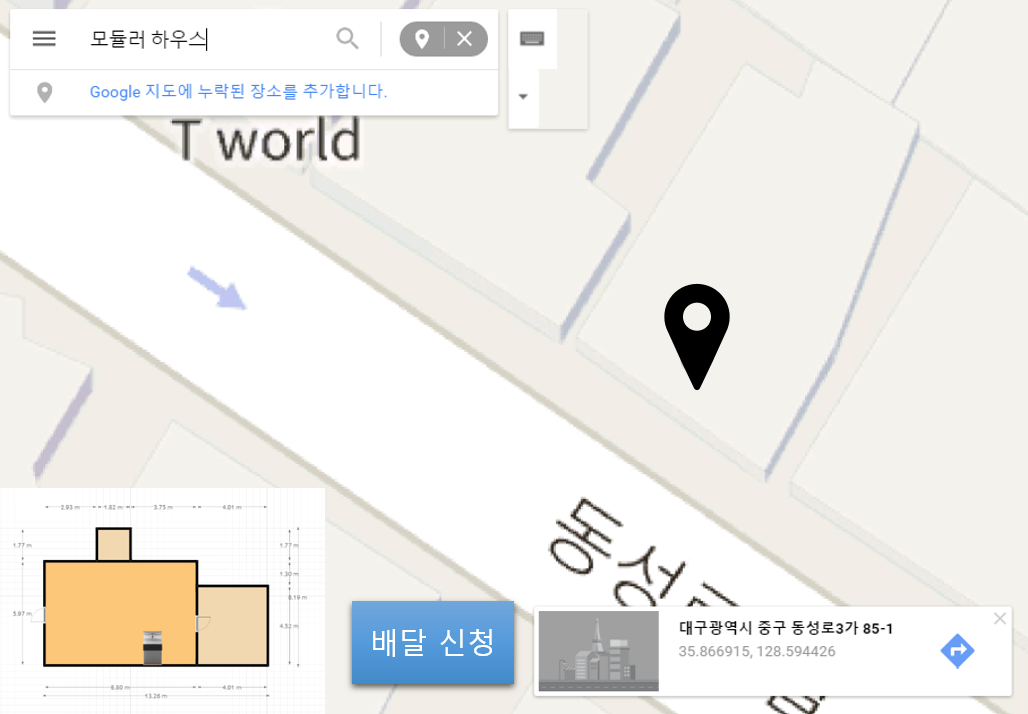 모듈러 하우스
Google 지도에 누락된 장소를 추가합니다.
T world
동성
2.93 m
1.82 m
3.75 m
4.01 m
1.77 m
1.77 m
1.30 m
8.19 m
5.97 m
4.52 m
6.80 m
4.01 m
13.26 m
배달 신청
대구광역시 중구 동성로3가 85-1
35.866915, 128.594426